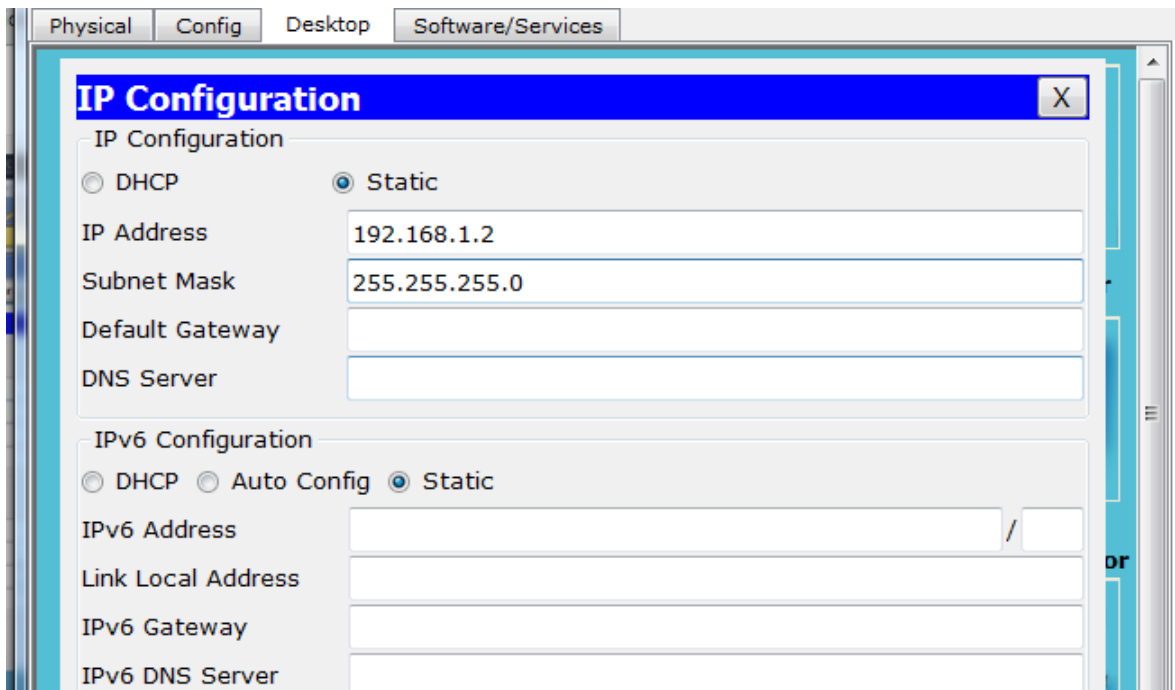 Physical Config Desktop Software/Services
IP Configuration X
IP Configuration
DHCP Static
IP Address 192.168.1.2
Subnet Mask 255.255.255.0
Default Gateway
DNS Server
IPv6 Configuration
DHCP Auto Config Static
IPv6 Address /
or
Link Local Address
IPv6 Gateway
IPv6 DNS Server